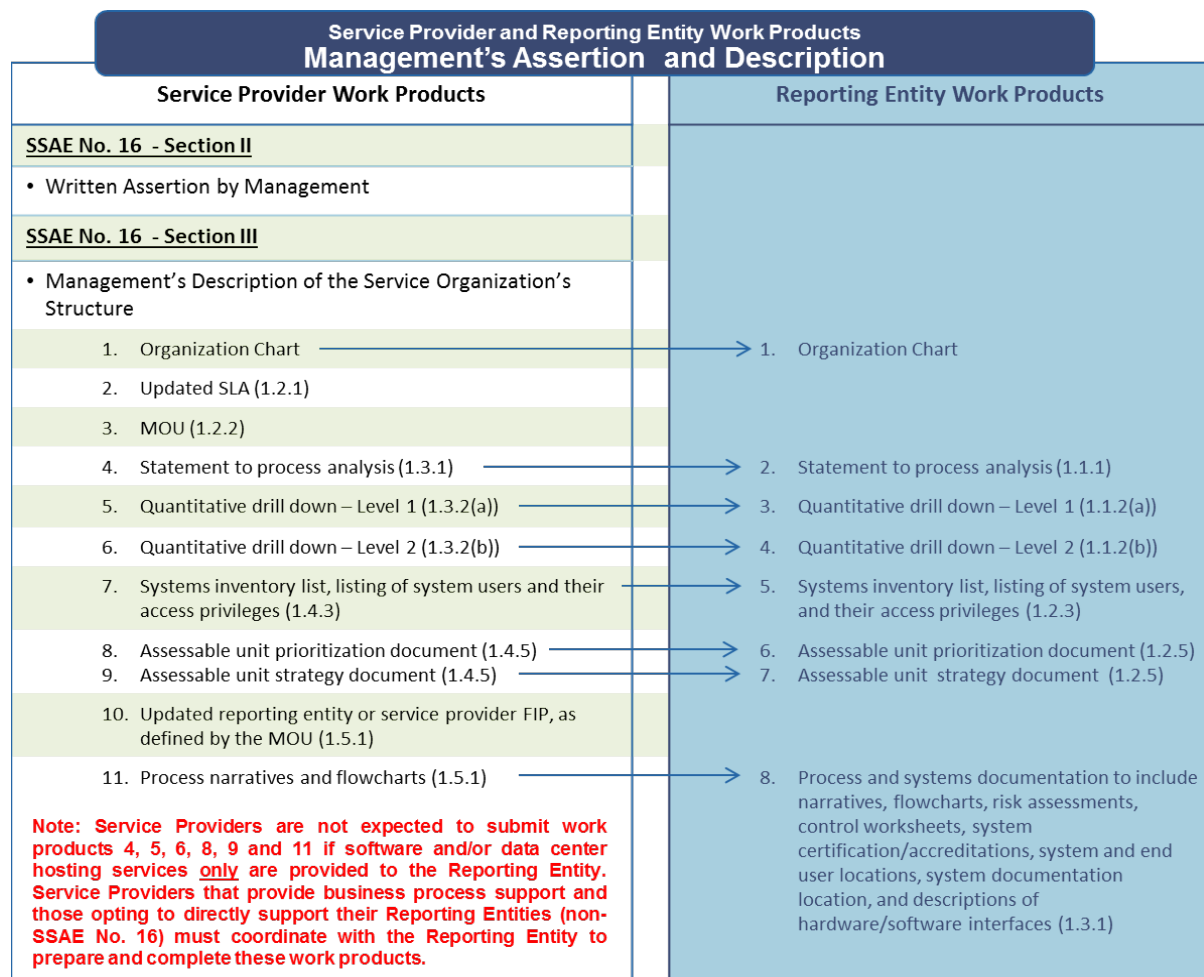 Service Provider and Reporting Entity Work Products
Management's Assertion and Description
Service Provider Work Products
SSAE No. 16 - Section II
• Written Assertion by Management
SSAE No. 16 - Section III
• Management's Description of the Service Organization's
Structure
1. Organization Chart
2. Updated SLA (1.2.1)
3. MOU (1.2.2)
4. Statement to process analysis (1.3.1)
5. Quantitative drill down – Level 1 (1.3.2(a))
6. Quantitative drill down – Level 2 (1.3.2(b))
7. Systems inventory list, listing of system users and their
access privileges (1.4.3)
8. Assessable unit prioritization document (1.4.5)
9. Assessable unit strategy document (1.4.5)
10. Updated reporting entity or service provider FIP, as
defined by the MOU (1.5.1)
11. Process narratives and flowcharts (1.5.1)
Note: Service Providers are not expected to submit work
products 4, 5, 6, 8, 9 and 11 if software and/or data center
hosting services only are provided to the Reporting Entity.
Service Providers that provide business process support and
those opting to directly support their Reporting Entities (non-
SSAE No. 16) must coordinate with the Reporting Entity to
prepare and complete these work products.
Reporting Entity Work Products
1. Organization Chart
2. Statement to process analysis (1.1.1)
3. Quantitative drill down – Level 1 (1.1.2(a))
4. Quantitative drill down – Level 2 (1.1.2(b))
5. Systems inventory list, listing of system users,
and their access privileges (1.2.3)
6. Assessable unit prioritization document (1.2.5)
7. Assessable unit strategy document (1.2.5)
8. Process and systems documentation to include
narratives, flowcharts, risk assessments,
control worksheets, system
certification/accreditations, system and end
user locations, system documentation
location, and descriptions of
hardware/software interfaces (1.3.1)